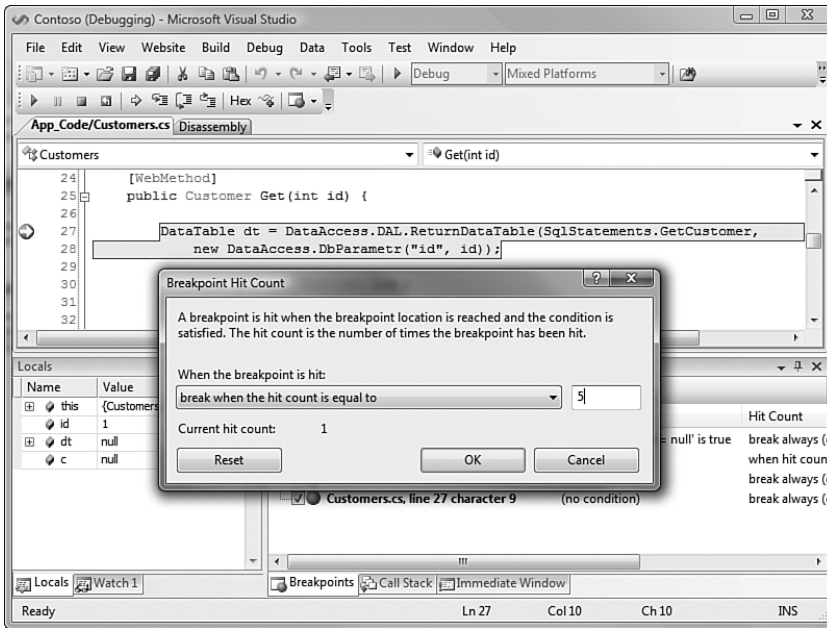 Contoso (Debugging) - Microsoft Visual Studio
File Edit View Website Build Debug Data Tools Test Window Help
Debug Mixed Platforms
Hex
App_Code/Customers.cs Disassembly
Customers Get(int id)
24 [WebMethod]
25 public Customer Get(int id) {
26
27 DataTable dt = DataAccess.DAL.ReturnDataTable(SqlStatements.GetCustomer,
28 new DataAccess.DbParametr("id", id));
29
30
31
32
Breakpoint Hit Count
A breakpoint is hit when the breakpoint location is reached and the condition is
satisfied. The hit count is the number of times the breakpoint has been hit.
When the breakpoint is hit:
break when the hit count is equal to 5
Current hit count: 1
Reset OK Cancel
Locals
Name Value
this {Customers
id 1
dt null
c null
Hit Count
= null' is true break always (
when hit coun
break always (
Customers.cs, line 27 character 9 (no condition) break always (
Locals Watch 1
Breakpoints Call Stack Immediate Window
Ready Ln 27 Col 10 Ch 10 INS